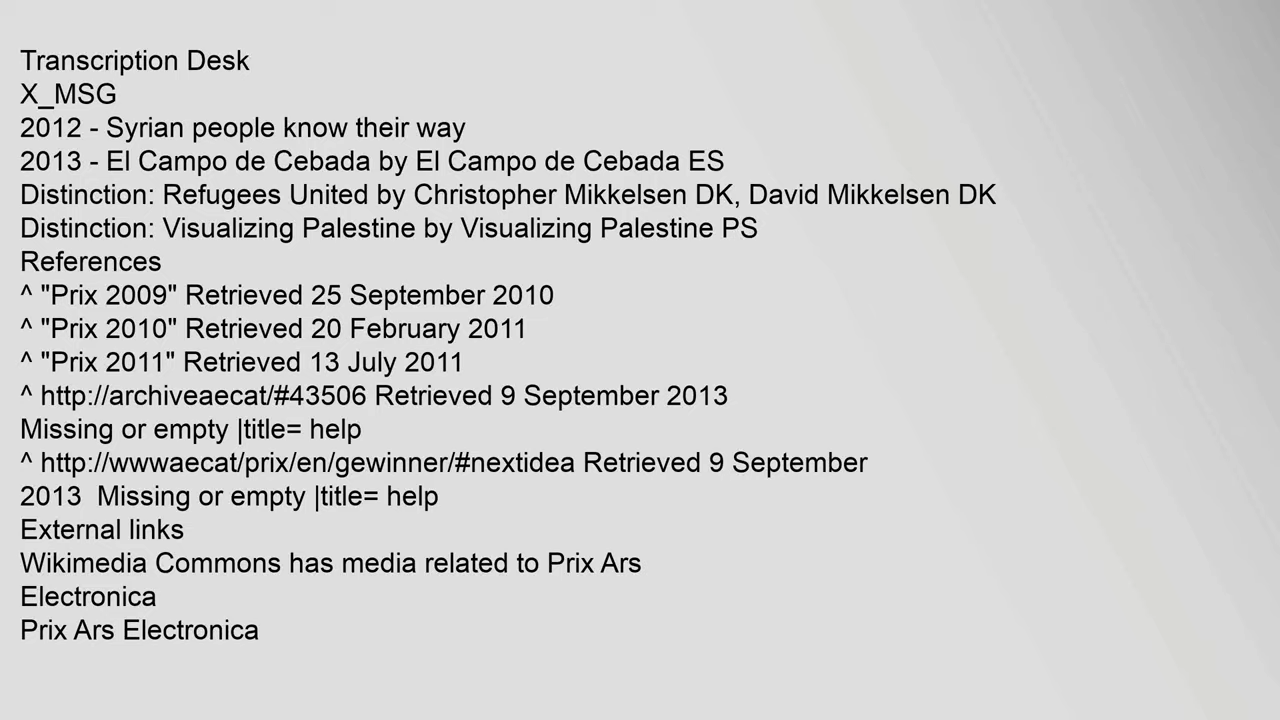 Transcription Desk
X_MSG
2012 - Syrian people know their way
2013 - El Campo de Cebada by El Campo de Cebada ES
Distinction: Refugees United by Christopher Mikkelsen DK, David Mikkelsen DK
Distinction: Visualizing Palestine by Visualizing Palestine PS
References
^ "Prix 2009" Retrieved 25 September 2010
^ "Prix 2010" Retrieved 20 February 2011
^ "Prix 2011" Retrieved 13 July 2011
^ http://archiveaecat/#43506 Retrieved 9 September 2013
Missing or empty |title= help
^ http://wwwaecat/prix/en/gewinner/#nextidea Retrieved 9 September
2013  Missing or empty |title= help
External links
Wikimedia Commons has media related to Prix Ars
Electronica
Prix Ars Electronica